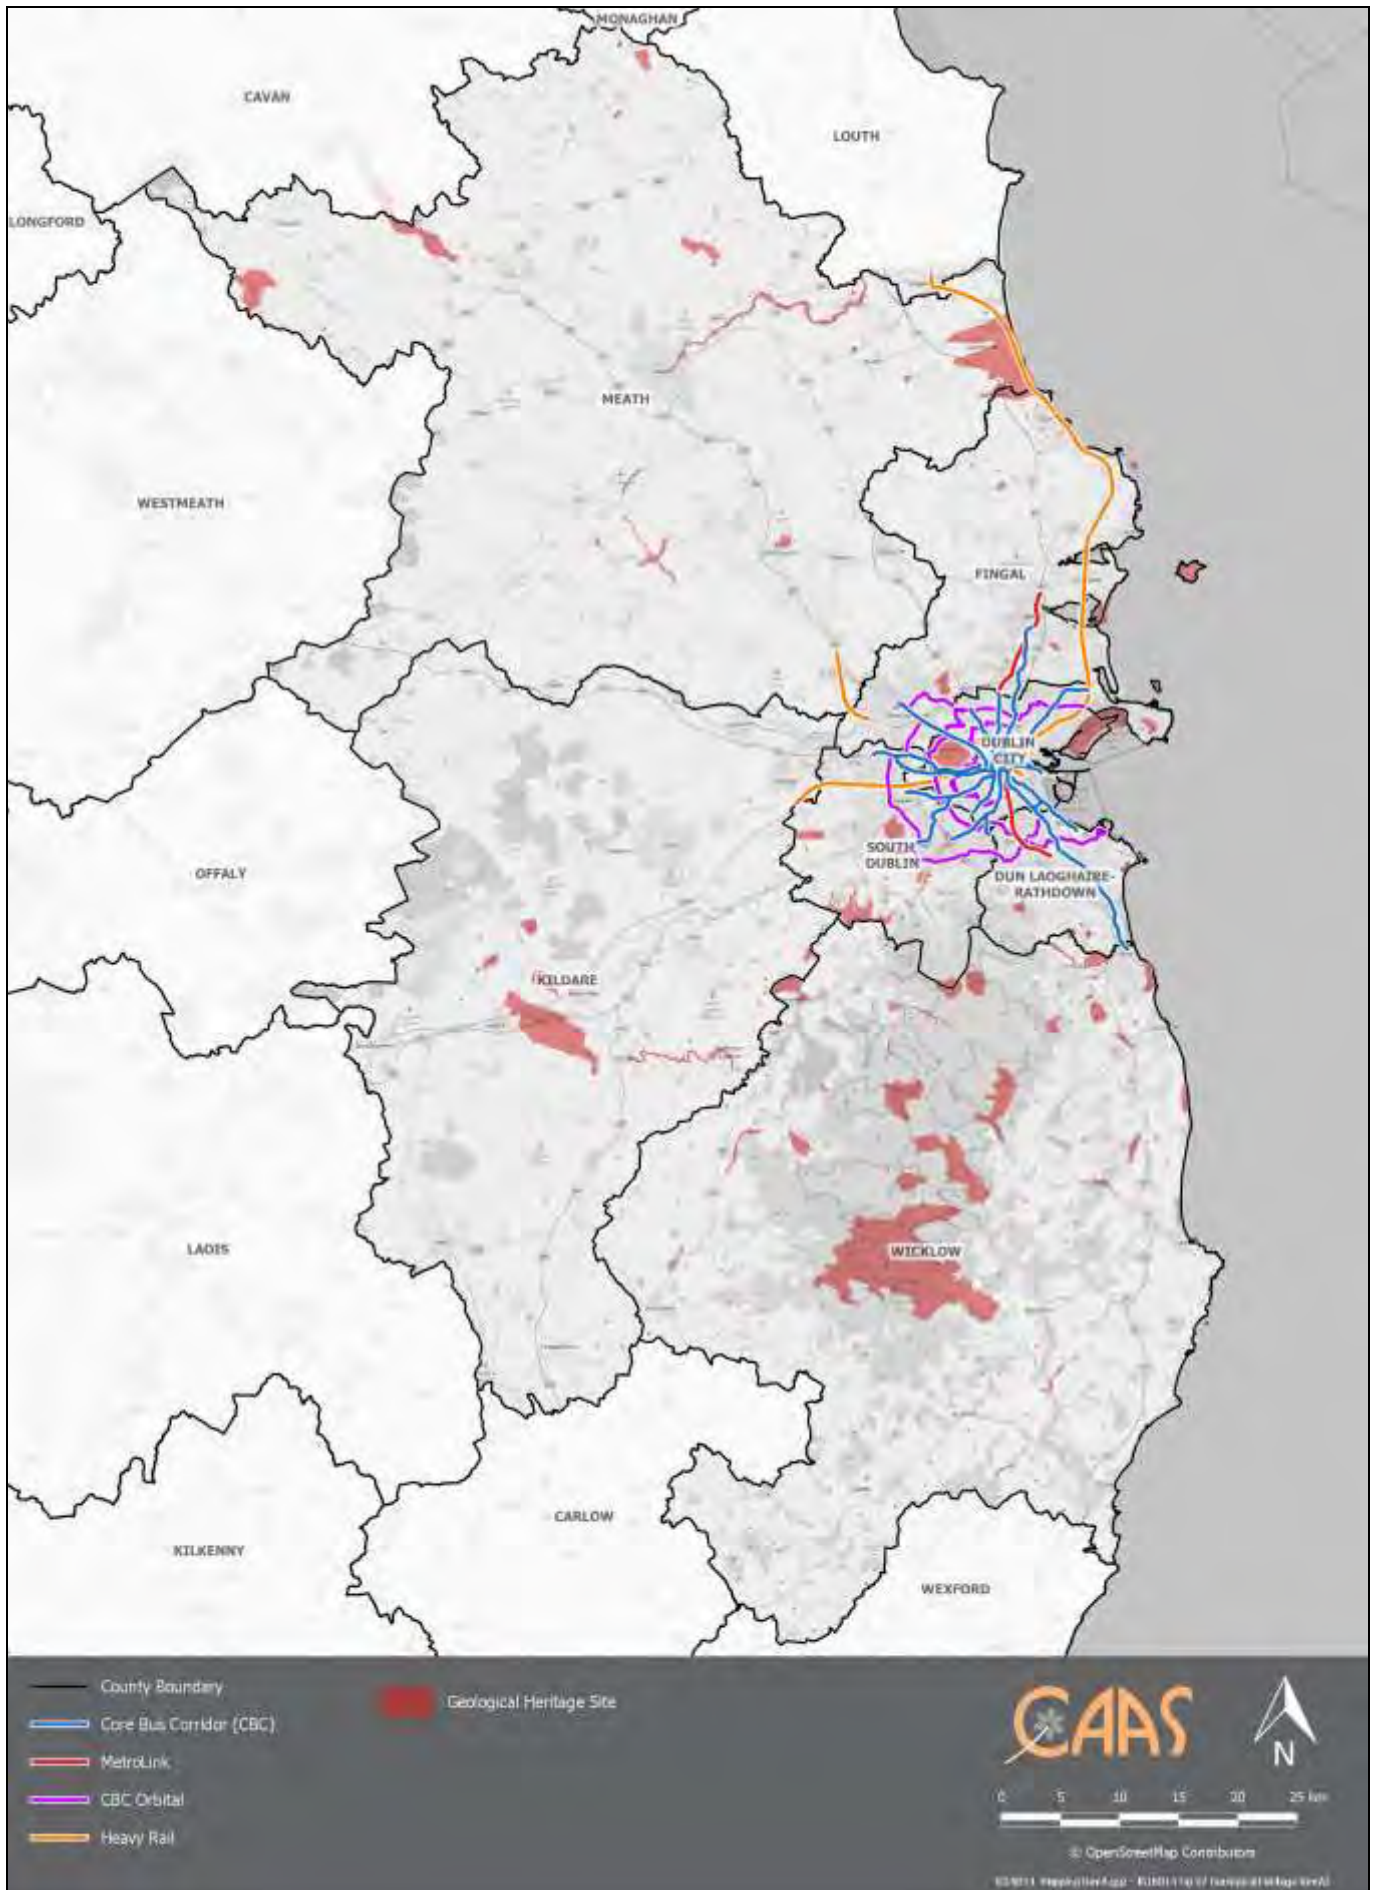 MONAGHAN
CAVAN
LOUTH
LONGFORD
MEATH
WESTMEATH
FINGAL
DUBLIN
CITY
OFFALY
SOUTH
DUBLIN
DUN LAOGHAIRE-
RATHDOWN
KILDARE
LAOIS
WICKLOW
CARLOW
KILKENNY
WEXFORD
County Boundary
Core Bus Corridor (CBC)
MetroLink
CBC Orbital
Heavy Rail
Geological Heritage Site
CAAS
N
0 5 10 15 20 25 km
© OpenStreetMap Contributors